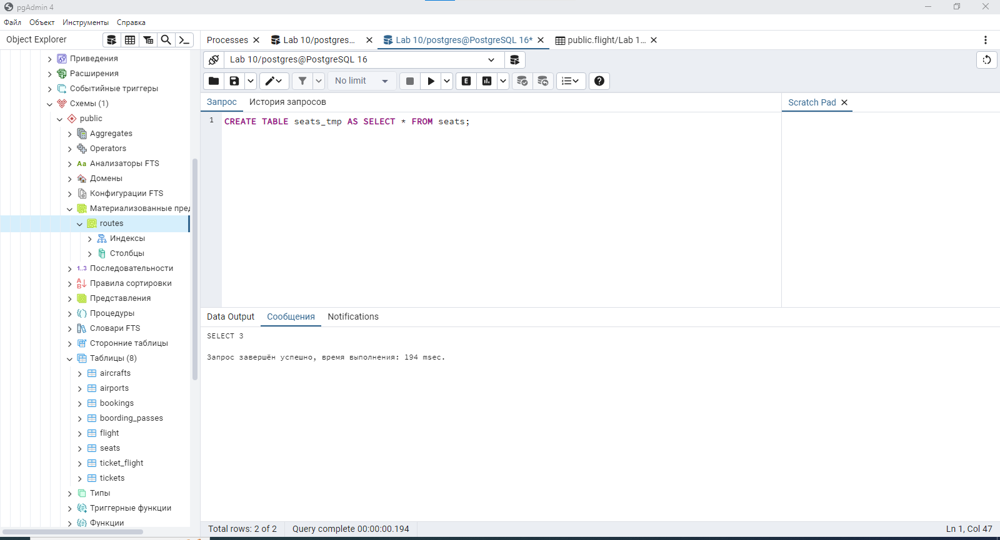 pgAdmin 4
Файл Объект Инструменты Справка
Object Explorer
Processes
Lab 10/postgres...
Lab 10/postgres@PostgreSQL 16*
public.flight/Lab 1...
Lab 10/postgres@PostgreSQL 16
No limit
E
Запрос
История запросов
Scratch Pad
1 CREATE TABLE seats_tmp AS SELECT * FROM seats;
Приведения
Расширения
Событийные триггеры
Схемы (1)
public
Aggregates
Operators
Aa Анализаторы FTS
Домены
Конфигурации FTS
Материализованные пред
routes
Индексы
Столбцы
1..3 Последовательности
Правила сортировки
Представления
Процедуры
Словари FTS
Сторонние таблицы
Таблицы (8)
aircrafts
airports
bookings
boording_passes
flight
seats
ticket_flight
tickets
Типы
Триггерные функции
Функции
Data Output
Сообщения
Notifications
SELECT 3
Запрос завершён успешно, время выполнения: 194 msec.
Total rows: 2 of 2
Query complete 00:00:00.194
Ln 1, Col 47